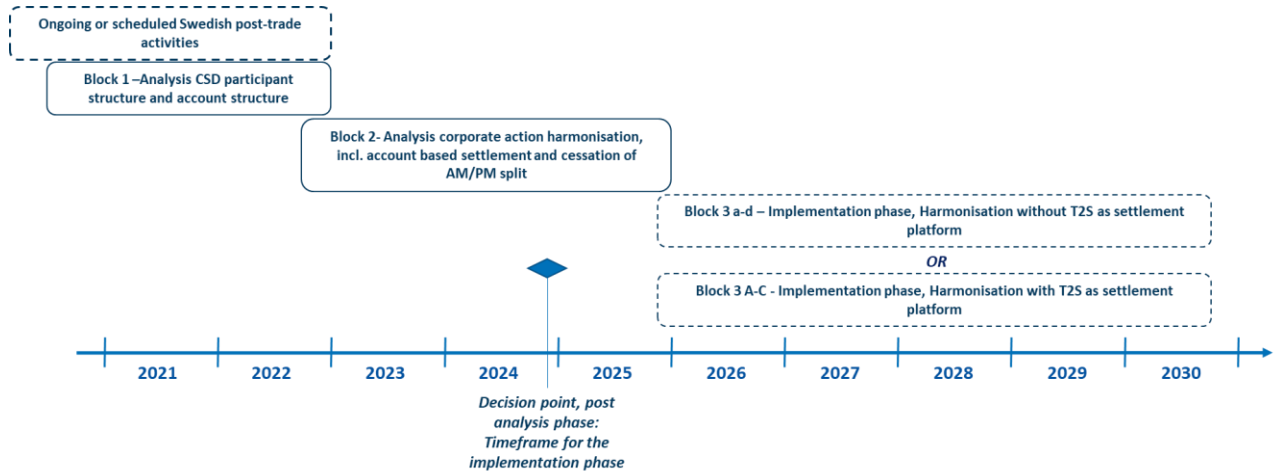 Ongoing or scheduled Swedish post-trade
activities
Block 1 –Analysis CSD participant
structure and account structure
Block 2- Analysis corporate action harmonisation,
incl. account based settlement and cessation of
AM/PM split
Block 3 a-d – Implementation phase, Harmonisation without T2S as settlement
platform
OR
Block 3 A-C - Implementation phase, Harmonisation with T2S as settlement
platform
2021 2022 2023 2024 2025 2026 2027 2028 2029 2030
Decision point, post
analysis phase:
Timeframe for the
implementation phase